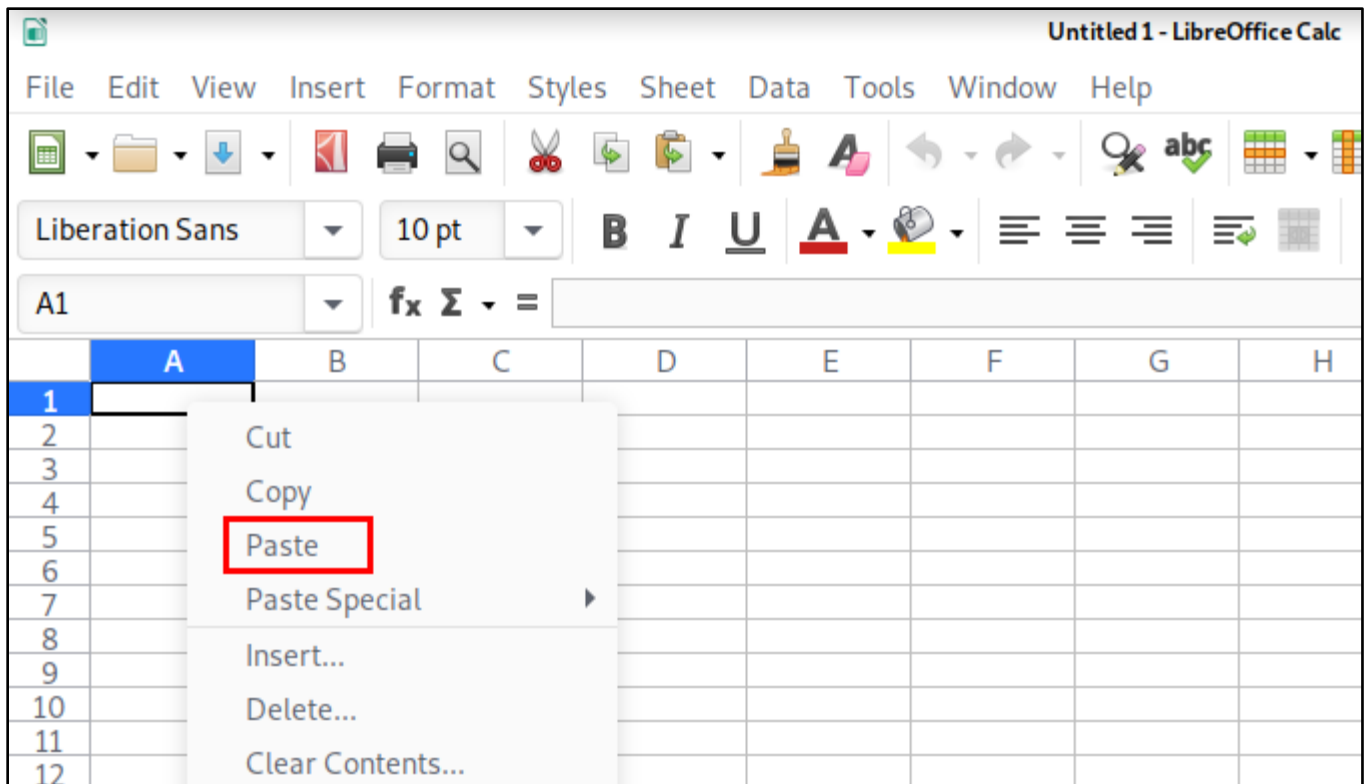 Untitled 1 - LibreOffice Calc
File Edit View Insert Format Styles Sheet Data Tools Window Help
abc
Liberation Sans 10 pt B I U A
A1 fx Σ =
A B C D E F G H
1
2 Cut
3
4 Copy
5 Paste
6
7 Paste Special
8
9 Insert...
10 Delete...
11
12 Clear Contents...